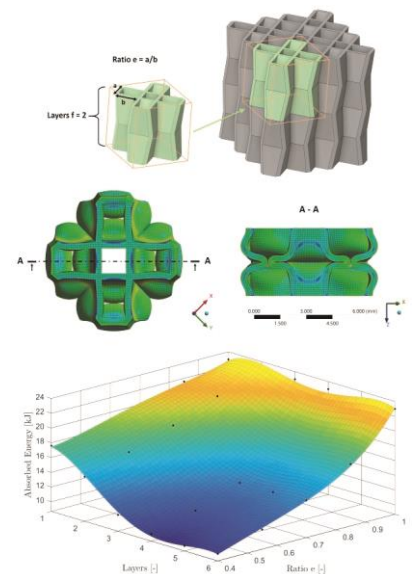 Ratio e = a/b
a
b
Layers f = 2
A - A
A
A
X
Y
0.000
3.000
6.000 (mm)
1.500
4.500
X
Z
Absorbed Energy [kJ]
24
22
20
18
16
14
12
10
1
2
3
4
5
6
Layers [-]
0.4
0.5
0.6
0.7
0.8
0.9
1
Ratio e [-]